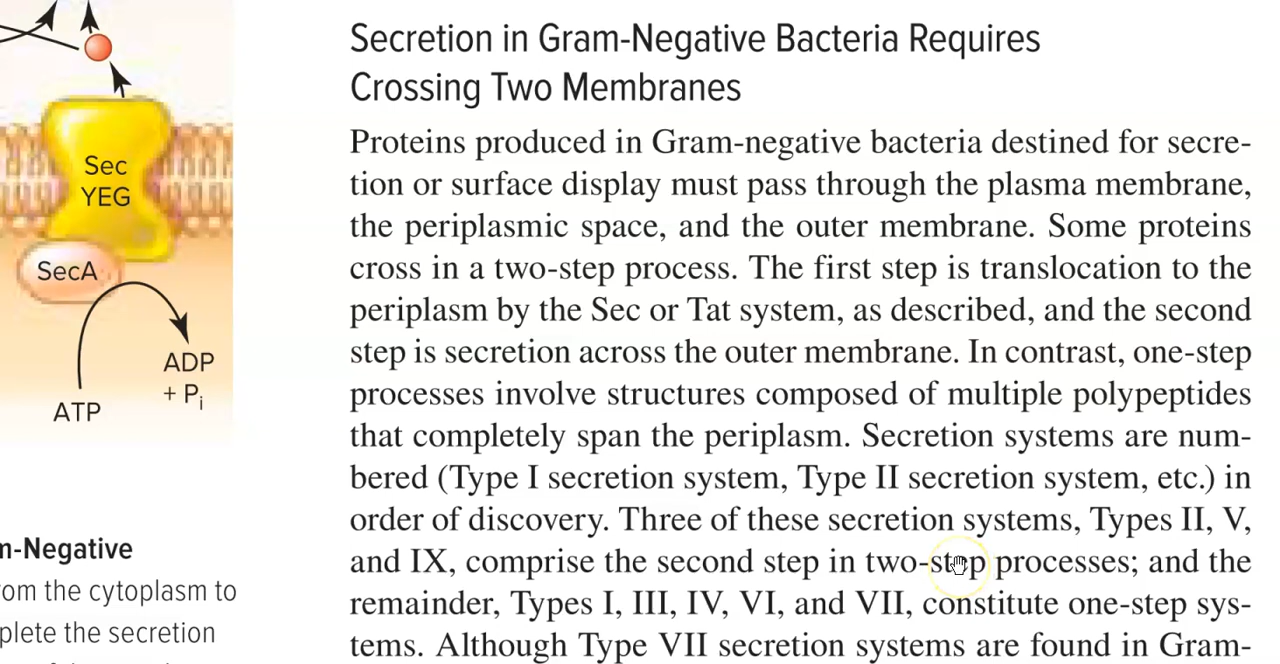 Secretion in Gram-Negative Bacteria Requires
Crossing Two Membranes
Proteins produced in Gram-negative bacteria destined for secre-
tion or surface display must pass through the plasma membrane,
the periplasmic space, and the outer membrane. Some proteins
cross in a two-step process. The first step is translocation to the
periplasm by the Sec or Tat system, as described, and the second
step is secretion across the outer membrane. In contrast, one-step
processes involve structures composed of multiple polypeptides
that completely span the periplasm. Secretion systems are num-
bered (Type I secretion system, Type II secretion system, etc.) in
order of discovery. Three of these secretion systems, Types II, V,
and IX, comprise the second step in two-step processes; and the
remainder, Types I, III, IV, VI, and VII, constitute one-step sys-
tems. Although Type VII secretion systems are found in Gram-
Sec
YEG
SecA
ADP
+ Pi
ATP
m-Negative
om the cytoplasm to
plete the secretion